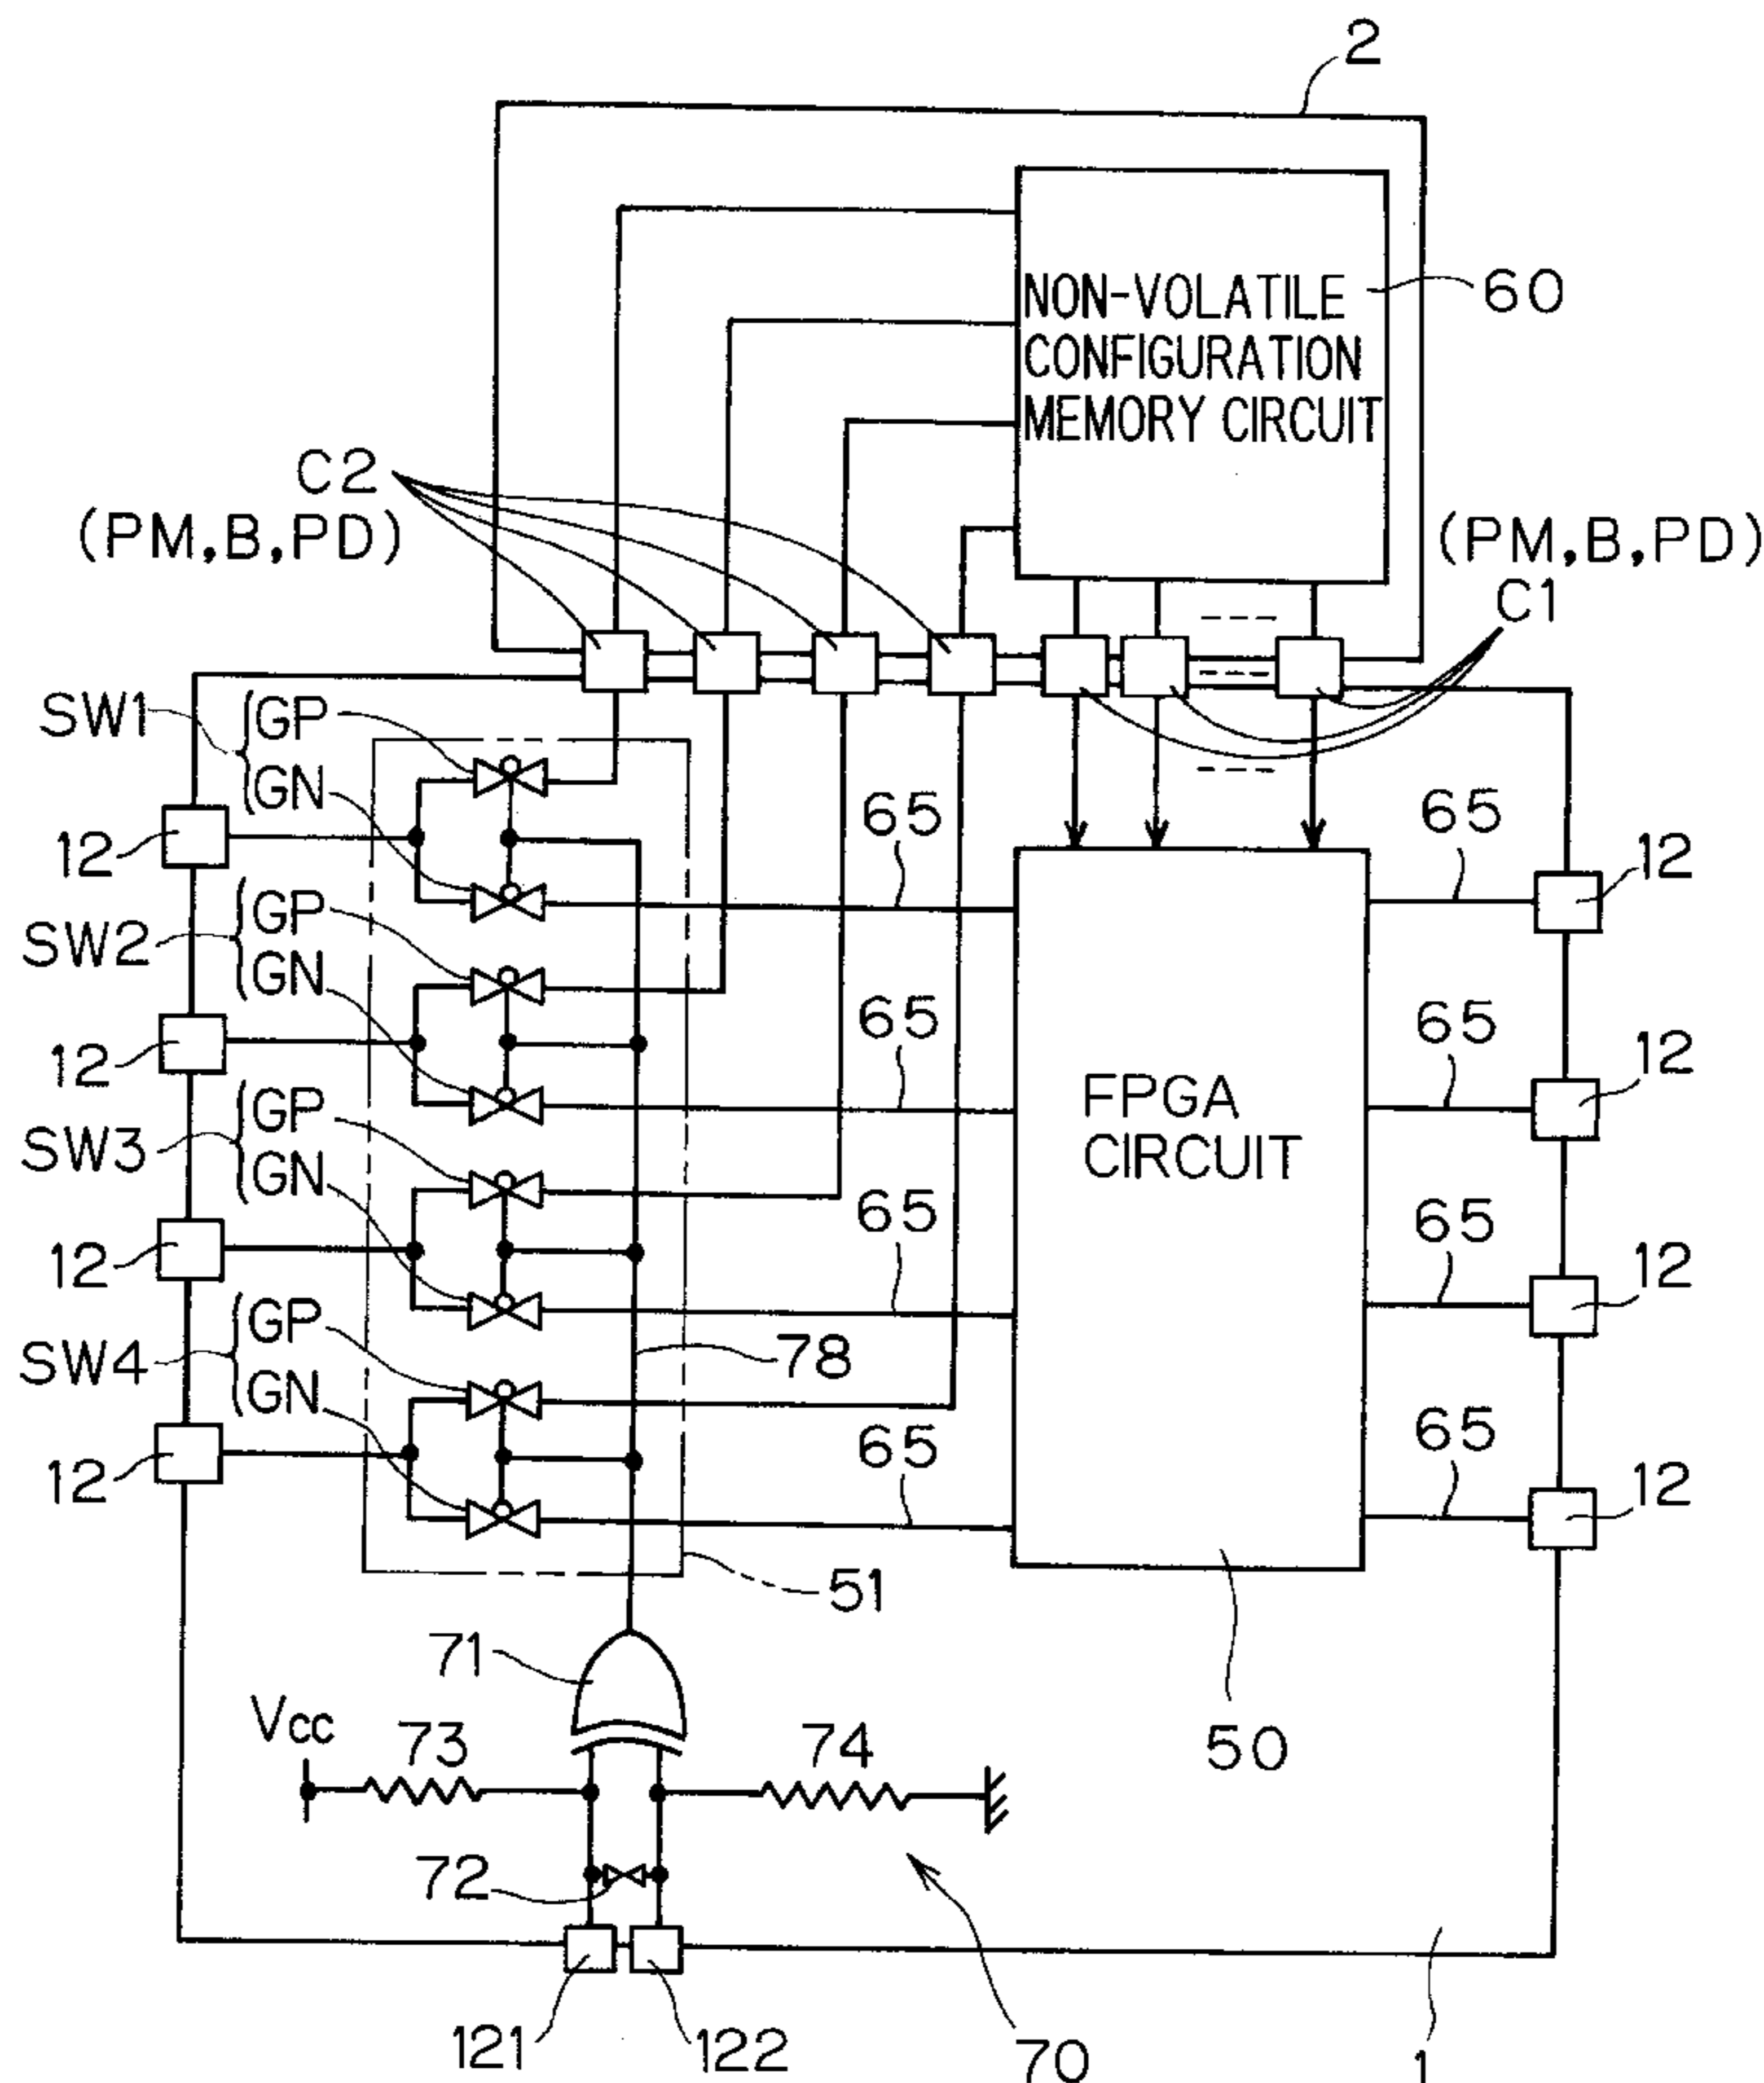 2
NON-VOLATILE
CONFIGURATION
MEMORY CIRCUIT
60
C2
(PM,B,PD)
(PM,B,PD)
C1
SW1
GP
GN
12
65
65
12
SW2
GP
GN
12
65
65
12
FPGA
CIRCUIT
SW3
GP
GN
12
65
65
12
SW4
GP
GN
78
12
65
65
12
51
71
50
Vcc
73
74
72
121
122
70
1